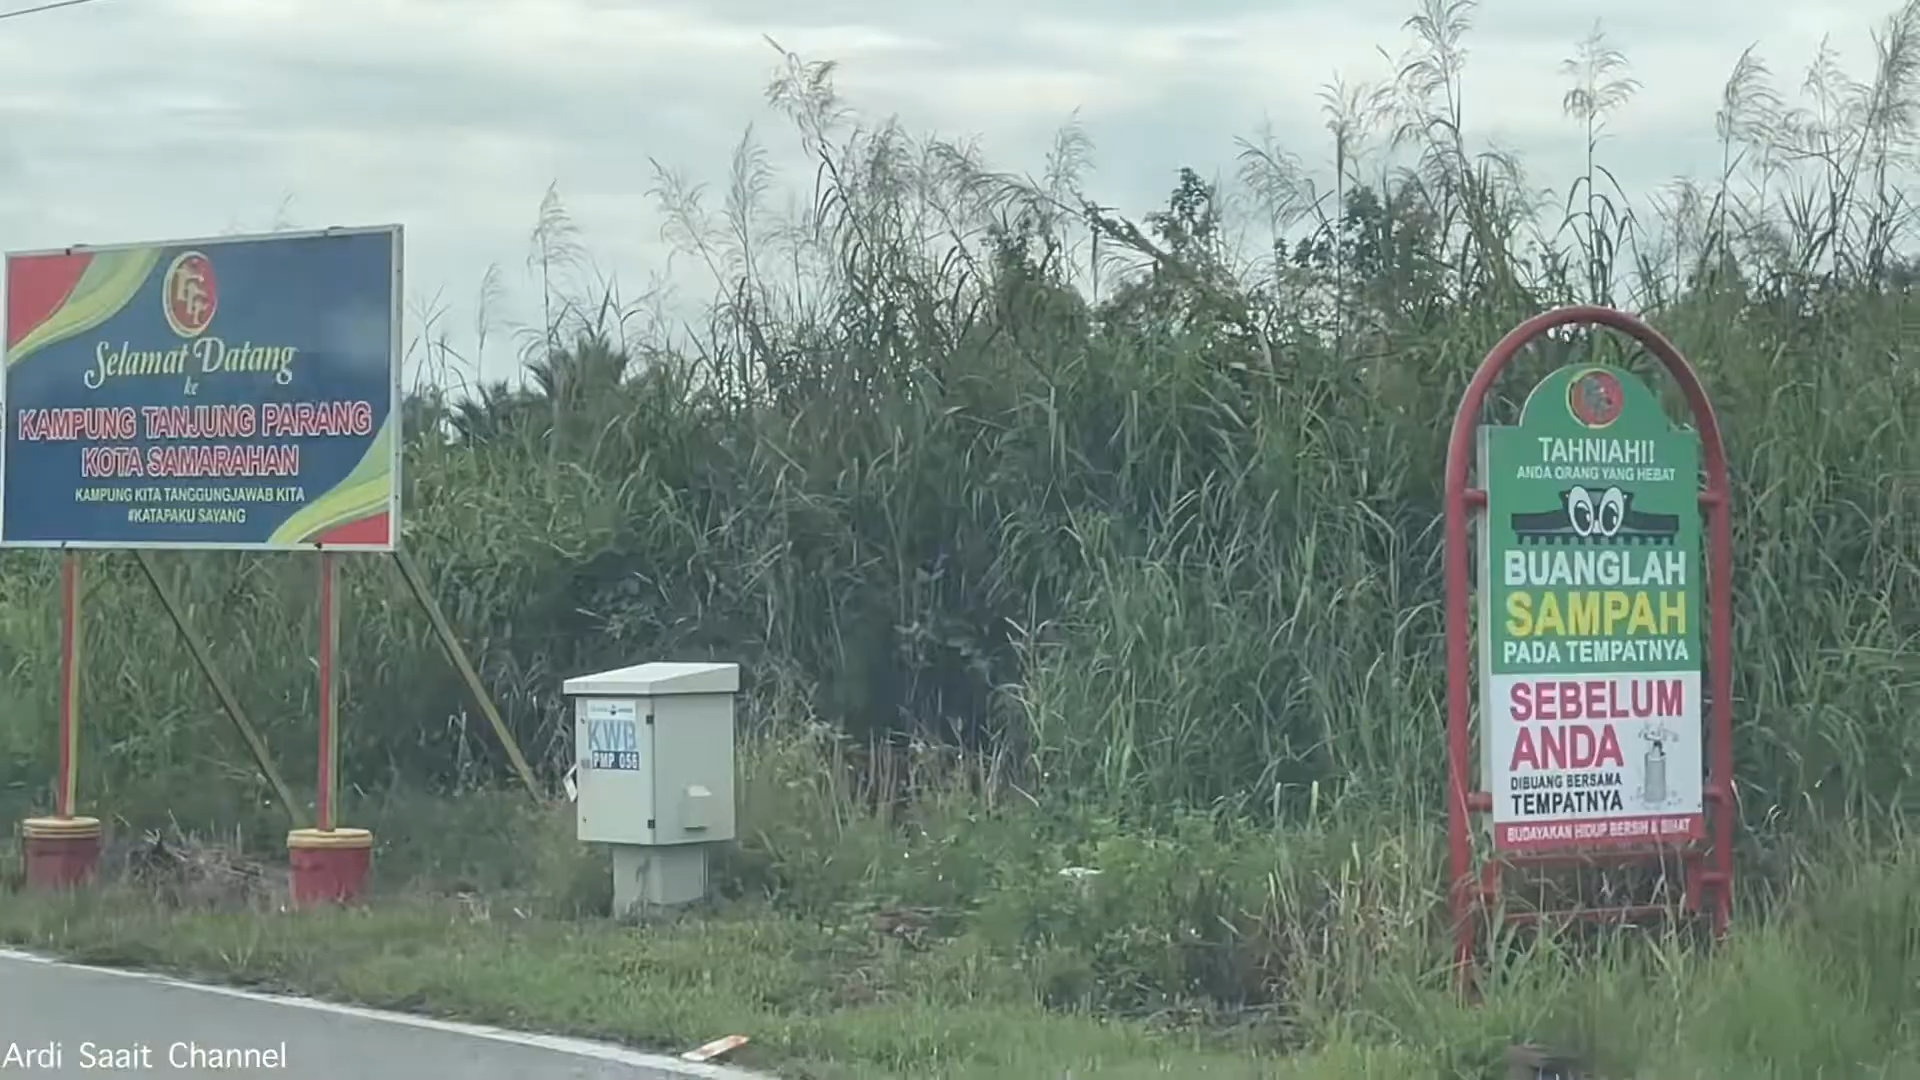 Selamat Datang
ke
KAMPUNG TANJUNG PARANG
KOTA SAMARAHAN
KAMPUNG KITA TANGGUNGJAWAB KITA
#KATAPAKU SAYANG
KWB
PMP 056
TAHNIAH!!
ANDA ORANG YANG HEBAT
BUANGLAH
SAMPAH
PADA TEMPATNYA
SEBELUM
ANDA
DIBUANG BERSAMA
TEMPATNYA
BUDAYAKAN HIDUP BERSIH & SIHAT
Ardi Saait Channel